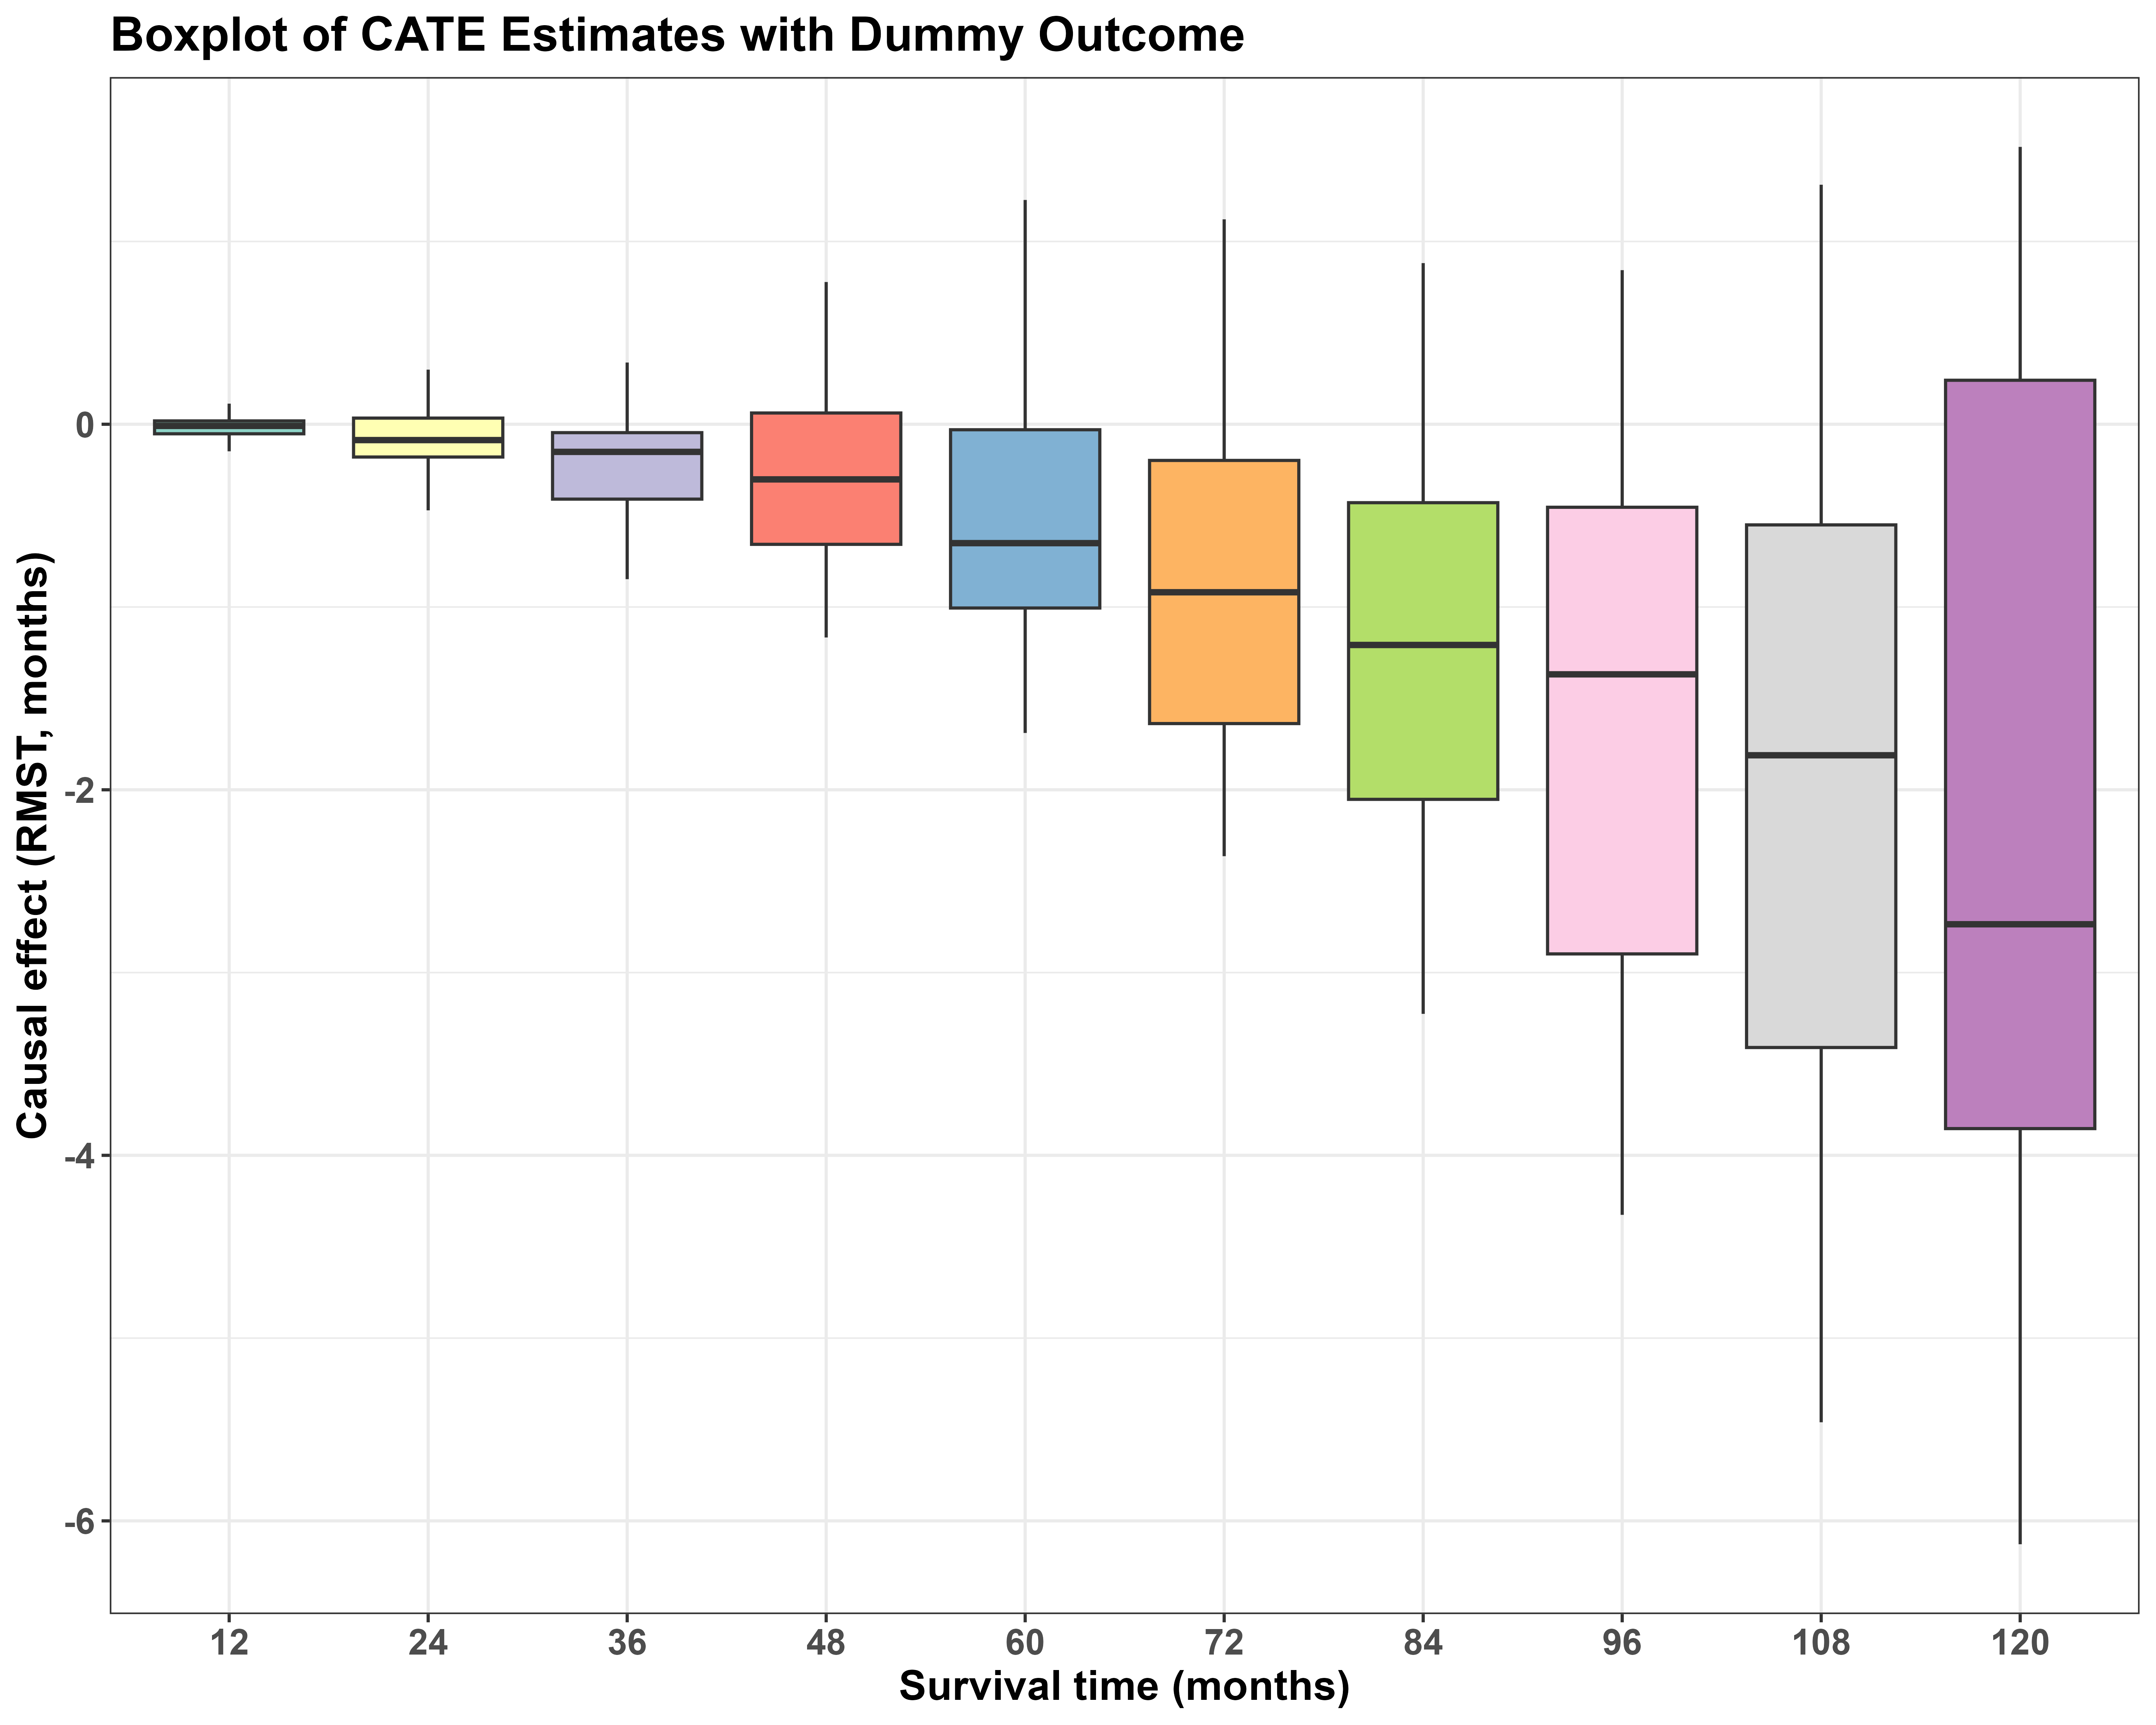 Boxplot of CATE Estimates with Dummy Outcome
Causal effect (RMST, months)
0
-2
-4
-6
12 24 36 48 60 72 84 96 108 120
Survival time (months)